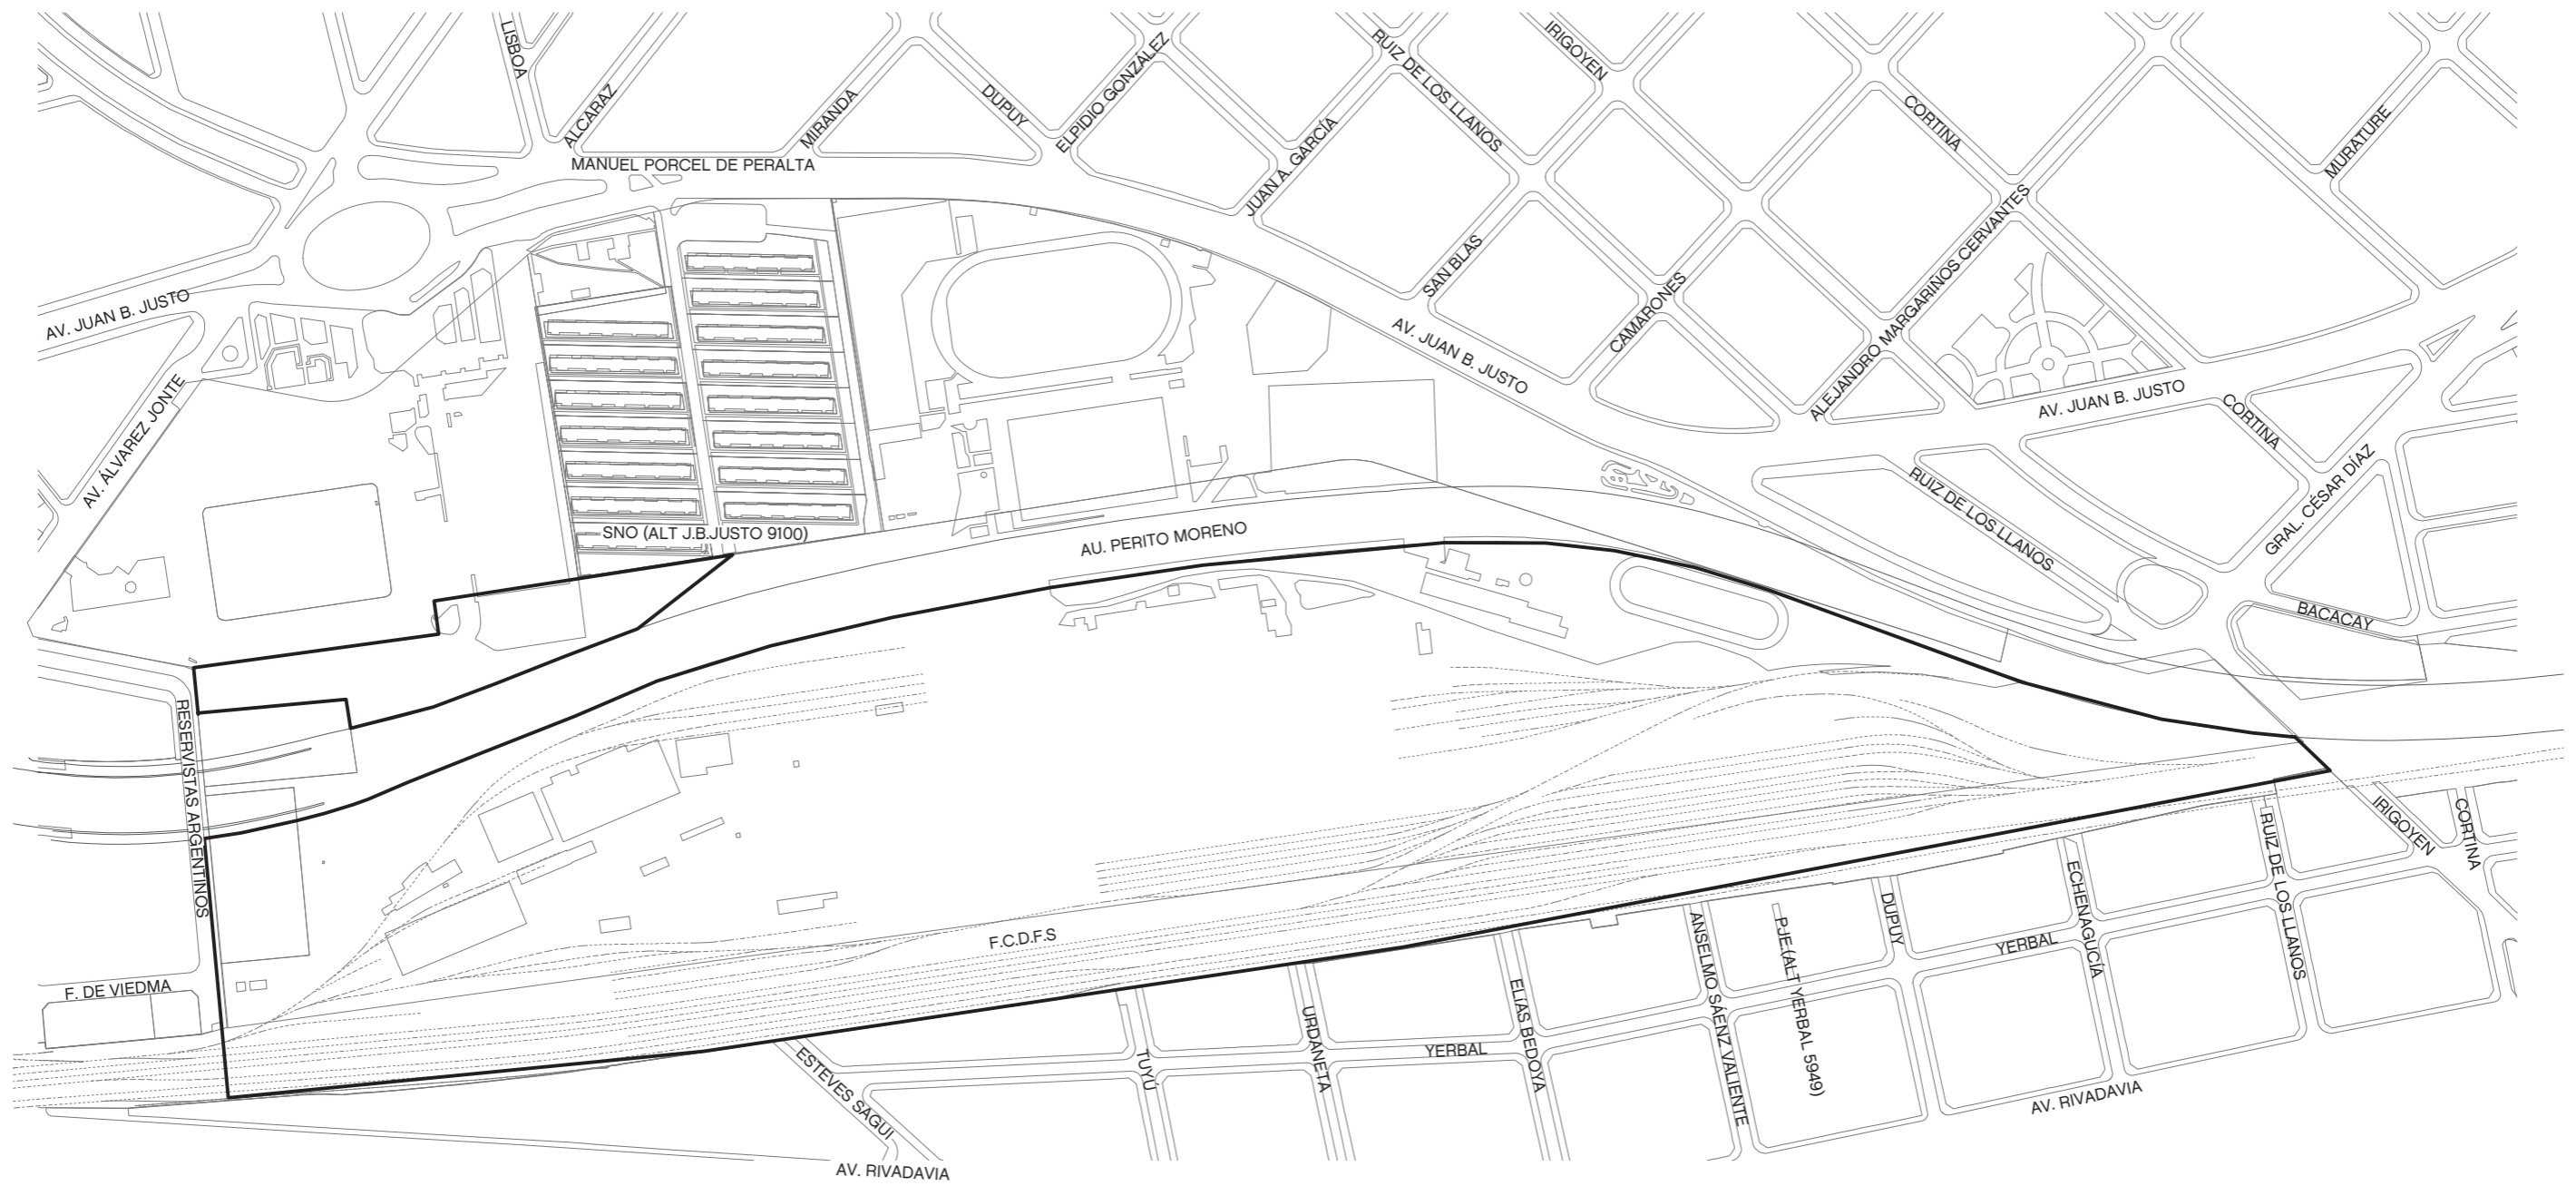 LISBOA
ALCARAZ
MIRANDA
DUPUY
ELPIDIO GONZÁLEZ
RUIZ DE LOS LLANOS
IRIGOYEN
CORTINA
MURATURE
MANUEL PORCEL DE PERALTA
JUAN A. GARCÍA
SAN BLAS
CAMARONES
ALEJANDRO MARGARIÑOS CERVANTES
AV. JUAN B. JUSTO
AV. JUAN B. JUSTO
AV. JUAN B. JUSTO
CORTINA
AV. ÁLVAREZ JONTE
RUIZ DE LOS LLANOS
GRAL. CÉSAR DÍAZ
SNO (ALT J.B.JUSTO 9100)
AU. PERITO MORENO
BACACAY
RESERVISTAS ARGENTINOS
IRIGOYEN
CORTINA
RUIZ DE LOS LLANOS
ECHENAGUCÍA
DUPUY
PJE.(ALT YERBAL 5949)
ANSELMO SÁENZ VALIENTE
F.C.D.F.S
YERBAL
F. DE VIEDMA
ELÍAS BEDOYA
URDANETA
TUYÚ
YERBAL
ESTEVES SAGUI
AV. RIVADAVIA
AV. RIVADAVIA